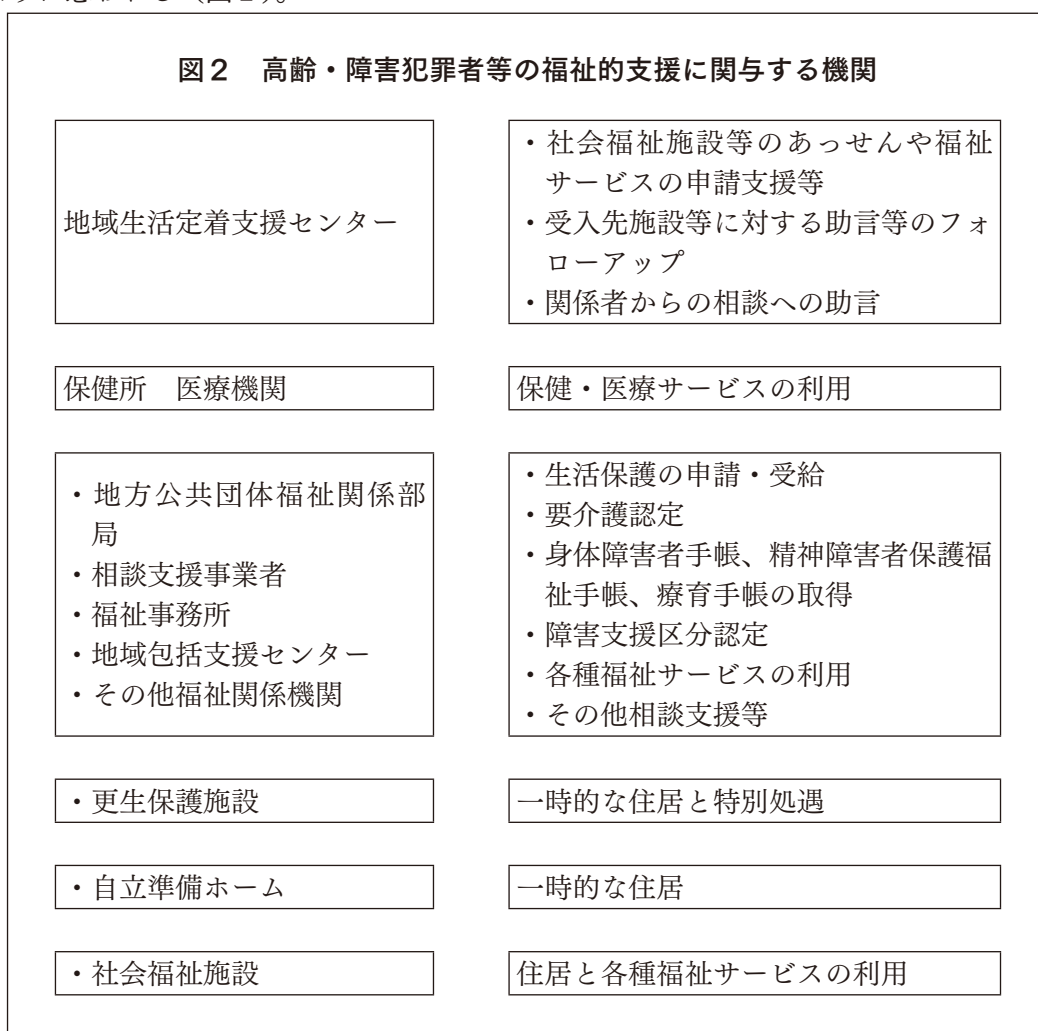 図２　高齢・障害犯罪者等の福祉的支援に関与する機関
地域生活定着支援センター
・社会福祉施設等のあっせんや福祉
サービスの申請支援等
・受入先施設等に対する助言等のフォ
ローアップ
・関係者からの相談への助言
保健所　医療機関
保健・医療サービスの利用
・地方公共団体福祉関係部
局
・相談支援事業者
・福祉事務所
・地域包括支援センター
・その他福祉関係機関
・生活保護の申請・受給
・要介護認定
・身体障害者手帳、精神障害者保護福
祉手帳、療育手帳の取得
・障害支援区分認定
・各種福祉サービスの利用
・その他相談支援等
・更生保護施設
一時的な住居と特別処遇
・自立準備ホーム
一時的な住居
・社会福祉施設
住居と各種福祉サービスの利用